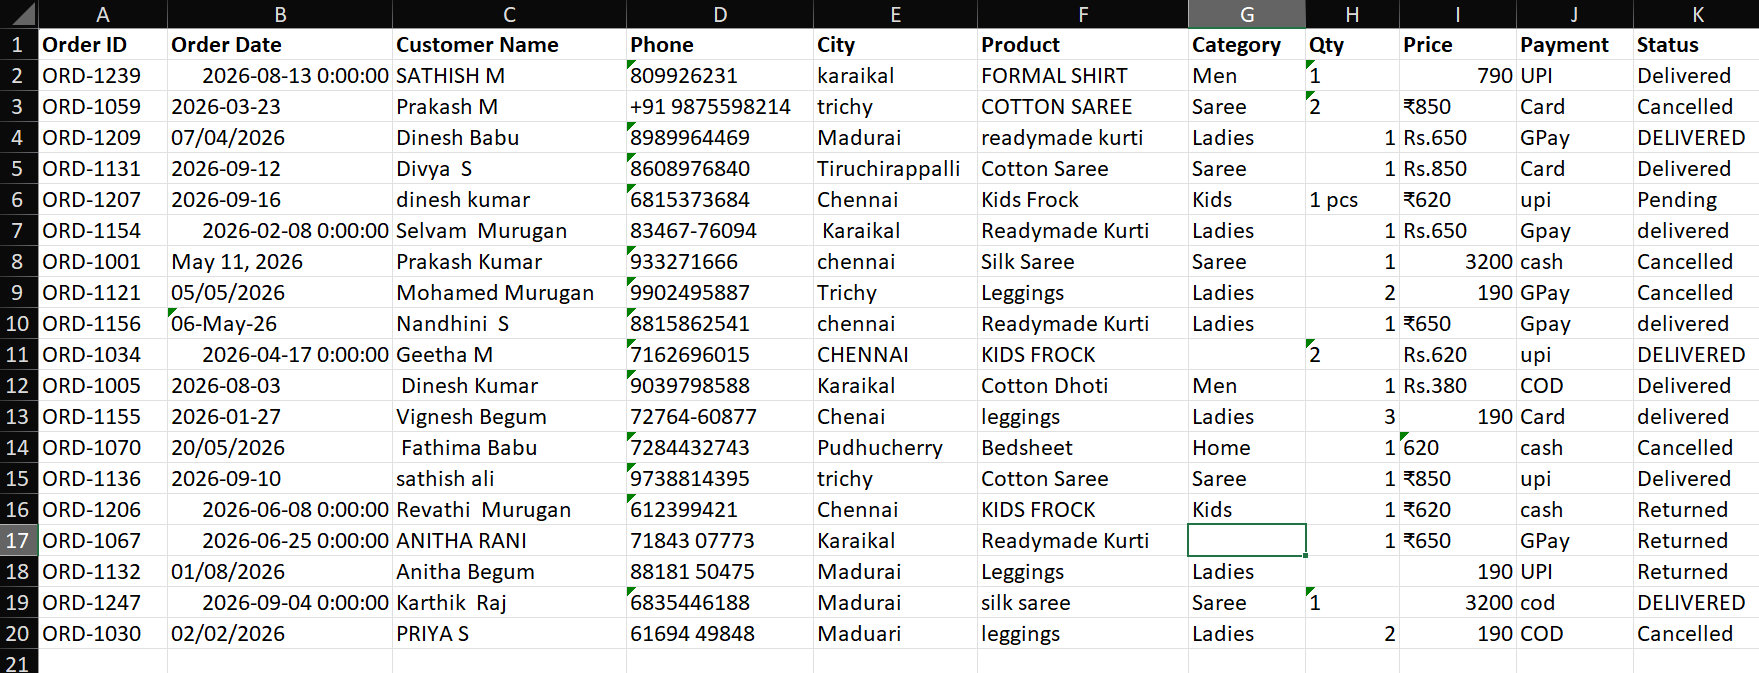 A B C D E F G H I J K
1 Order ID Order Date Customer Name Phone City Product Category Qty Price Payment Status
2 ORD-1239 2026-08-13 0:00:00 SATHISH M 809926231 karaikal FORMAL SHIRT Men 1 790 UPI Delivered
3 ORD-1059 2026-03-23 Prakash M +91 9875598214 trichy COTTON SAREE Saree 2 ₹850 Card Cancelled
4 ORD-1209 07/04/2026 Dinesh Babu 8989964469 Madurai readymade kurti Ladies 1 Rs.650 GPay DELIVERED
5 ORD-1131 2026-09-12 Divya  S 8608976840 Tiruchirappalli Cotton Saree Saree 1 Rs.850 Card Delivered
6 ORD-1207 2026-09-16 dinesh kumar 6815373684 Chennai Kids Frock Kids 1 pcs ₹620 upi Pending
7 ORD-1154 2026-02-08 0:00:00 Selvam  Murugan 83467-76094 Karaikal Readymade Kurti Ladies 1 Rs.650 Gpay delivered
8 ORD-1001 May 11, 2026 Prakash Kumar 933271666 chennai Silk Saree Saree 1 3200 cash Cancelled
9 ORD-1121 05/05/2026 Mohamed Murugan 9902495887 Trichy Leggings Ladies 2 190 GPay Cancelled
10 ORD-1156 06-May-26 Nandhini  S 8815862541 chennai Readymade Kurti Ladies 1 ₹650 Gpay delivered
11 ORD-1034 2026-04-17 0:00:00 Geetha M 7162696015 CHENNAI KIDS FROCK 2 Rs.620 upi DELIVERED
12 ORD-1005 2026-08-03 Dinesh Kumar 9039798588 Karaikal Cotton Dhoti Men 1 Rs.380 COD Delivered
13 ORD-1155 2026-01-27 Vignesh Begum 72764-60877 Chenai leggings Ladies 3 190 Card delivered
14 ORD-1070 20/05/2026 Fathima Babu 7284432743 Pudhucherry Bedsheet Home 1 620 cash Cancelled
15 ORD-1136 2026-09-10 sathish ali 9738814395 trichy Cotton Saree Saree 1 ₹850 upi Delivered
16 ORD-1206 2026-06-08 0:00:00 Revathi  Murugan 612399421 Chennai KIDS FROCK Kids 1 ₹620 cash Returned
17 ORD-1067 2026-06-25 0:00:00 ANITHA RANI 71843 07773 Karaikal Readymade Kurti 1 ₹650 GPay Returned
18 ORD-1132 01/08/2026 Anitha Begum 88181 50475 Madurai Leggings Ladies 190 UPI Returned
19 ORD-1247 2026-09-04 0:00:00 Karthik  Raj 6835446188 Madurai silk saree Saree 1 3200 cod DELIVERED
20 ORD-1030 02/02/2026 PRIYA S 61694 49848 Maduari leggings Ladies 2 190 COD Cancelled
21